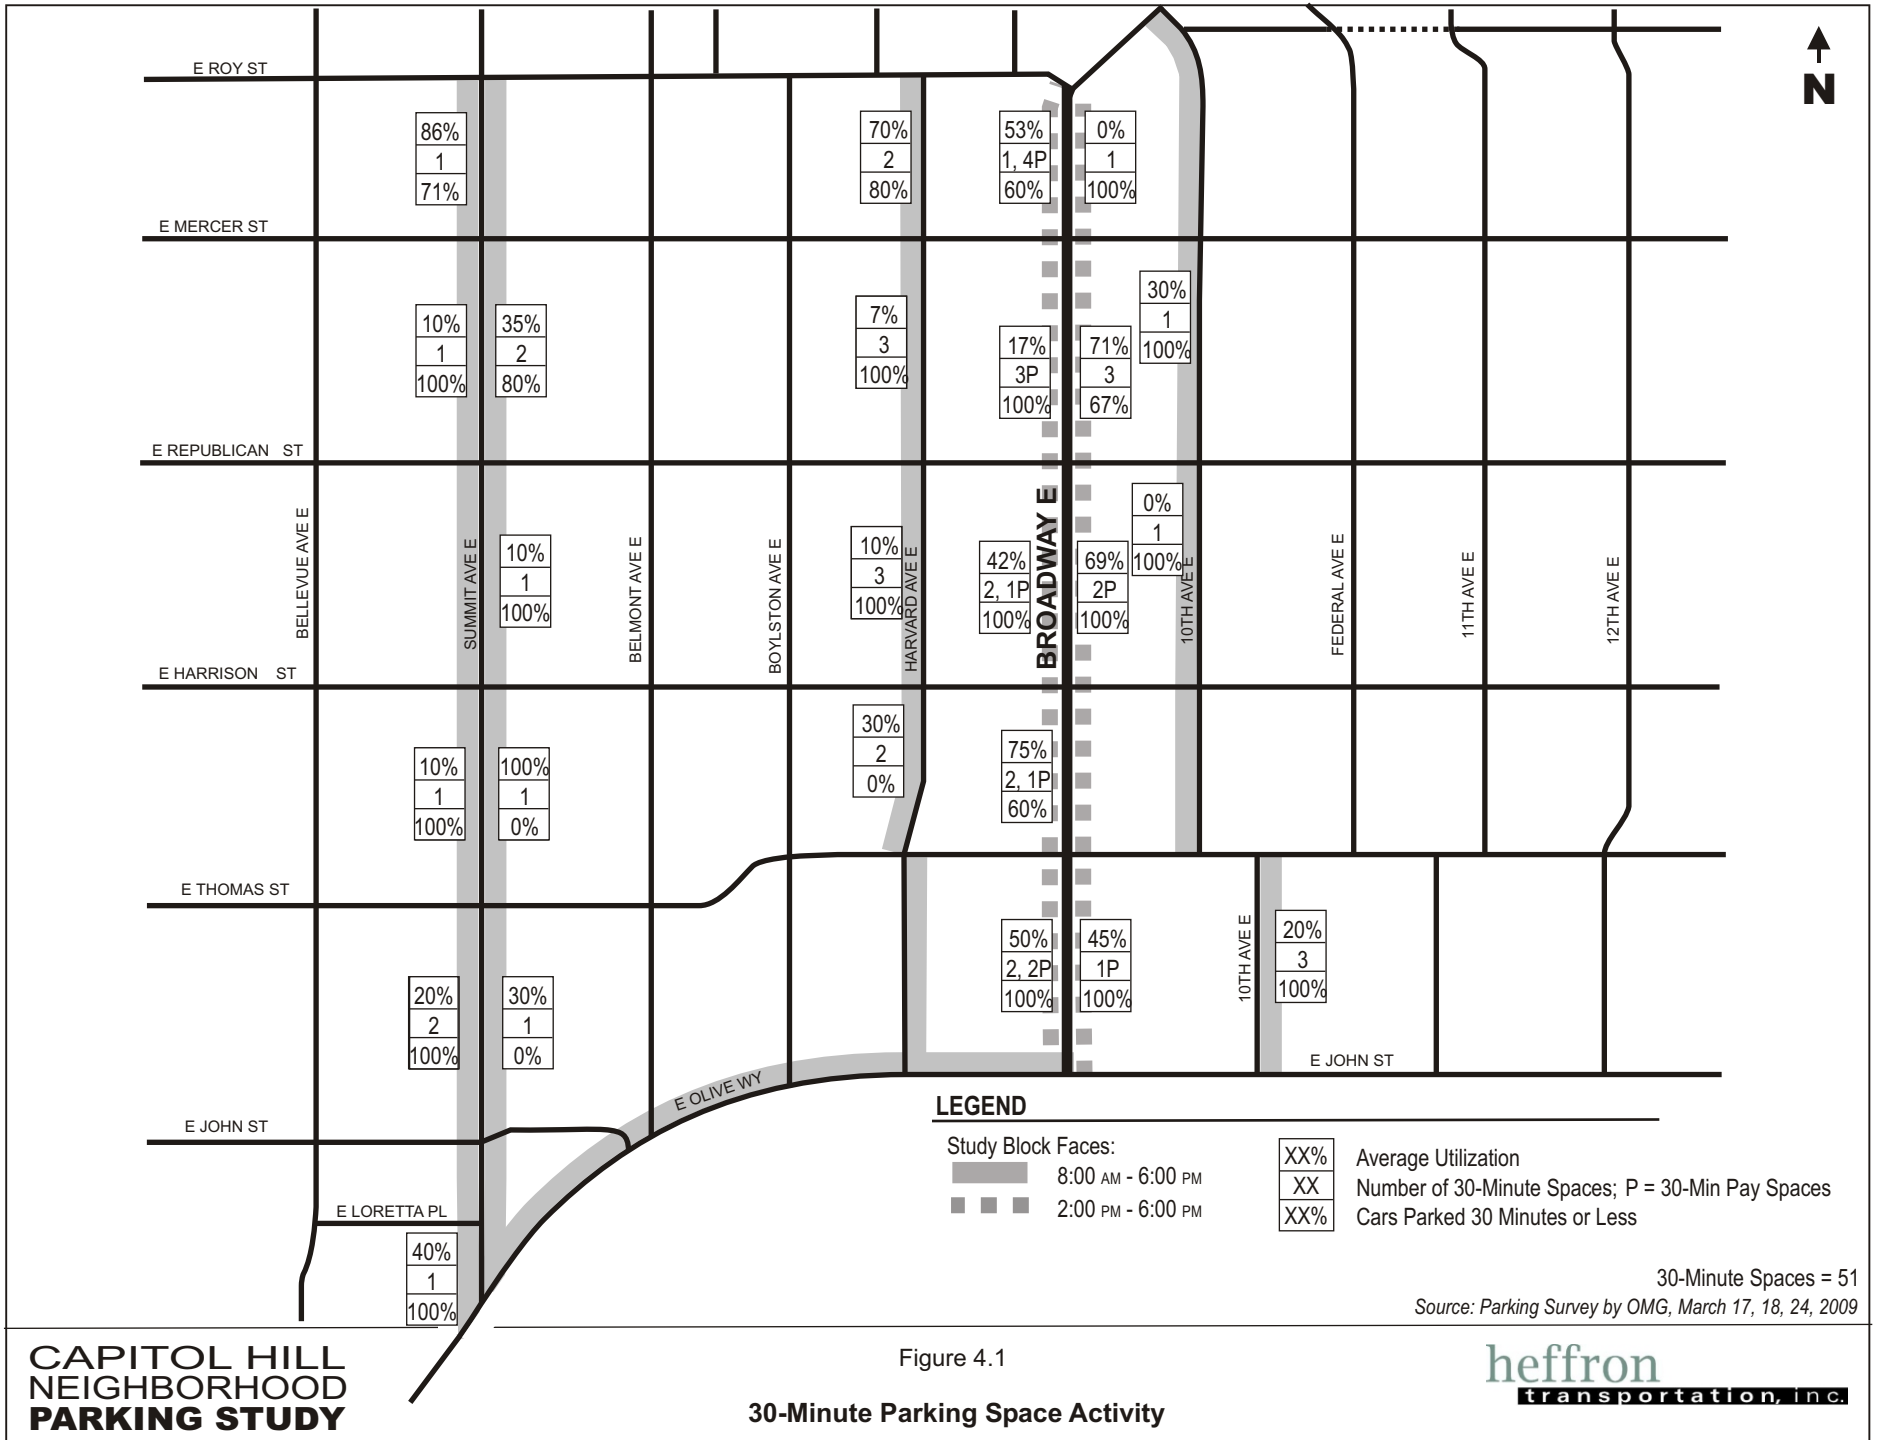 E ROY ST
N
86%
1
71%
70%
2
80%
53%
1, 4P
60%
0%
1
100%
E MERCER ST
10%
1
100%
35%
2
80%
7%
3
100%
17%
3P
100%
71%
3
67%
30%
1
100%
E REPUBLICAN ST
BELLEVUE AVE E
SUMMIT AVE E
10%
1
100%
BELMONT AVE E
BOYLSTON AVE E
10%
3
100%
HARVARD AVE E
42%
2, 1P
100%
BROADWAY E
69%
2P
100%
0%
1
100%
10TH AVE E
FEDERAL AVE E
11TH AVE E
12TH AVE E
E HARRISON ST
10%
1
100%
100%
1
0%
30%
2
0%
75%
2, 1P
60%
E THOMAS ST
20%
2
100%
30%
1
0%
50%
2, 2P
100%
45%
1P
100%
10TH AVE E
20%
3
100%
E JOHN ST
E OLIVE WY
E JOHN ST
E LORETTA PL
40%
1
100%
LEGEND
Study Block Faces:
8:00 AM - 6:00 PM
2:00 PM - 6:00 PM
XX% Average Utilization
XX Number of 30-Minute Spaces; P = 30-Min Pay Spaces
XX% Cars Parked 30 Minutes or Less
30-Minute Spaces = 51
Source: Parking Survey by OMG, March 17, 18, 24, 2009
CAPITOL HILL
NEIGHBORHOOD
PARKING STUDY
Figure 4.1
30-Minute Parking Space Activity
heffron
transportation, inc.